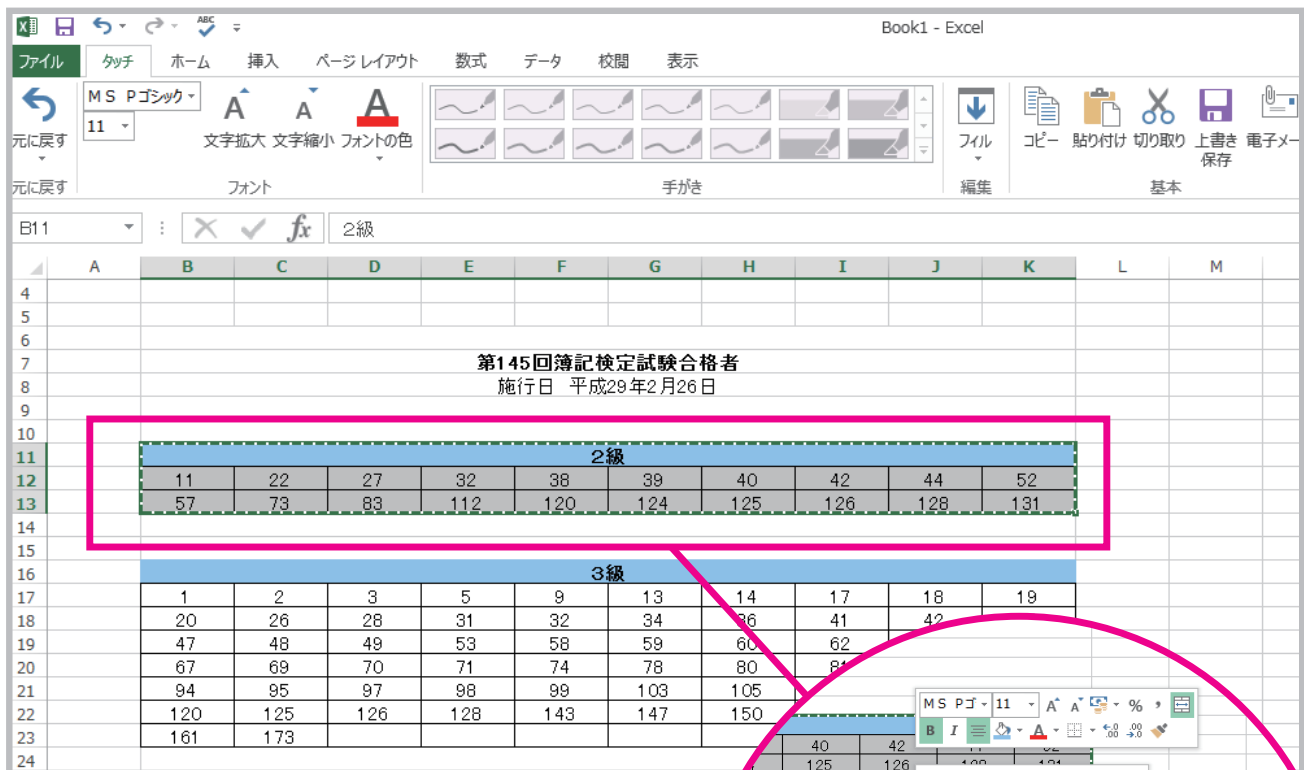 ABC
Book1 - Excel
ファイル タッチ ホーム 挿入 ページ レイアウト 数式 データ 校閲 表示
元に戻す
ＭＳ Ｐゴシック
11
文字拡大 文字縮小 フォントの色
フィル
コピー 貼り付け 切り取り 上書き保存 電子メー
元に戻す フォント 手がき 編集 基本
B11 fx 2級
A B C D E F G H I J K L M
4
5
6
7 第145回簿記検定試験合格者
8 施行日 平成29年2月26日
9
10
11 2級
12 11 22 27 32 38 39 40 42 44 52
13 57 73 83 112 120 124 125 126 128 131
14
15
16 3級
17 1 2 3 5 9 13 14 17 18 19
18 20 26 28 31 32 34 36 41 42
19 47 48 49 53 58 59 60 62
20 67 69 70 71 74 78 80 81
21 94 95 97 98 99 103 105
22 120 125 126 128 143 147 150
23 161 173
24
ＭＳ Ｐゴ 11 A A % ,
B I A .00 .00
40 42
125 126 131